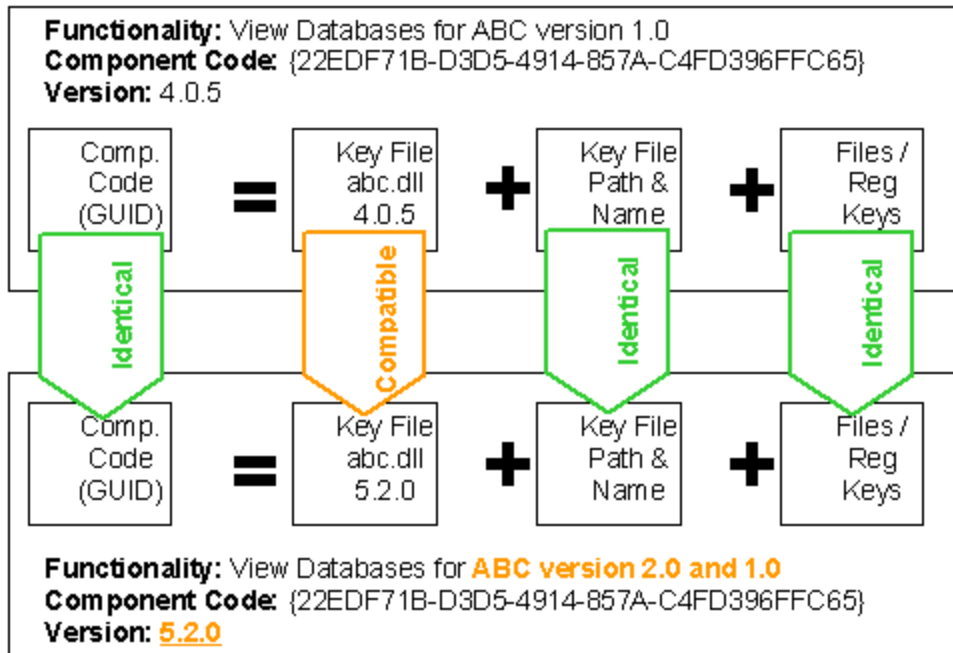 Functionality: View Databases for ABC version 1.0
Component Code: {22EDF71B-D3D5-4914-857A-C4FD396FFC65}
Version: 4.0.5
Comp. Code (GUID)
=
Key File abc.dll 4.0.5
+
Key File Path & Name
+
Files / Reg Keys
Identical
Compatible
Identical
Identical
Comp. Code (GUID)
=
Key File abc.dll 5.2.0
+
Key File Path & Name
+
Files / Reg Keys
Functionality: View Databases for ABC version 2.0 and 1.0
Component Code: {22EDF71B-D3D5-4914-857A-C4FD396FFC65}
Version: 5.2.0